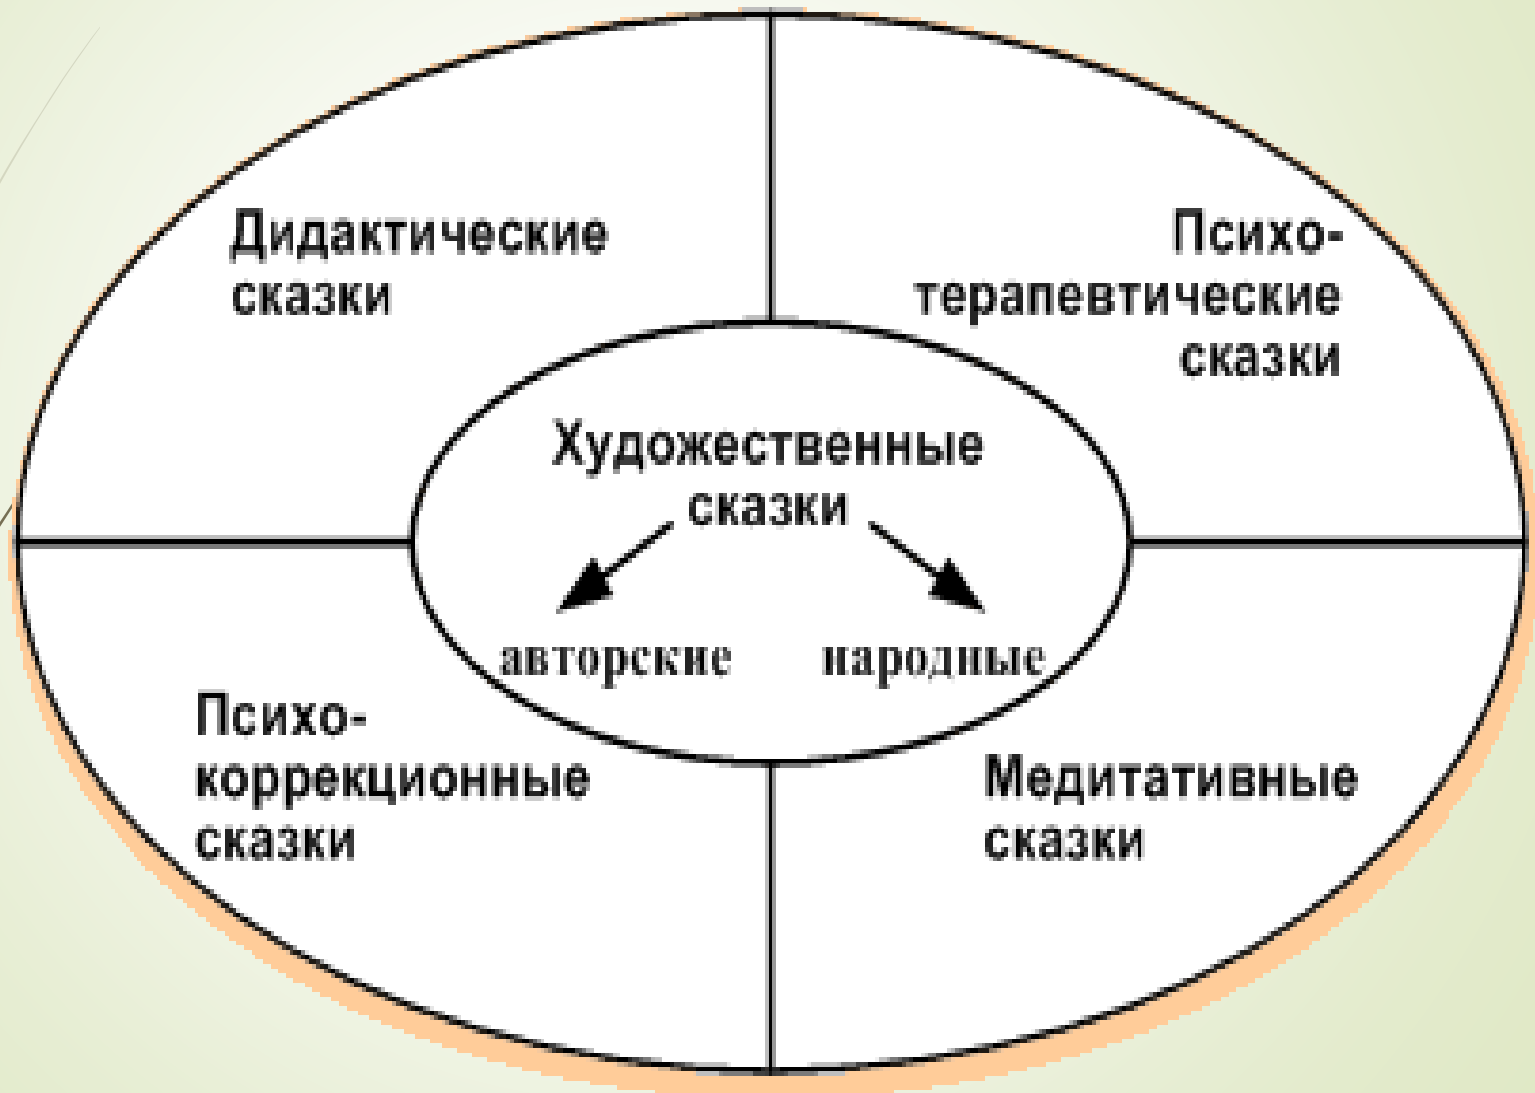 Дидактические
сказки
Психо-
терапевтические
сказки
Художественные
сказки
авторские народные
Психо-
коррекционные
сказки
Медитативные
сказки